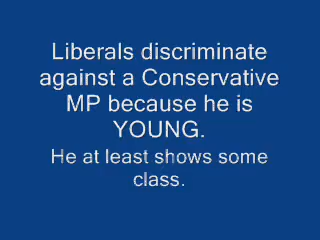 Liberals discriminate
against a Conservative
MP because he is
YOUNG.
He at least shows some
class.